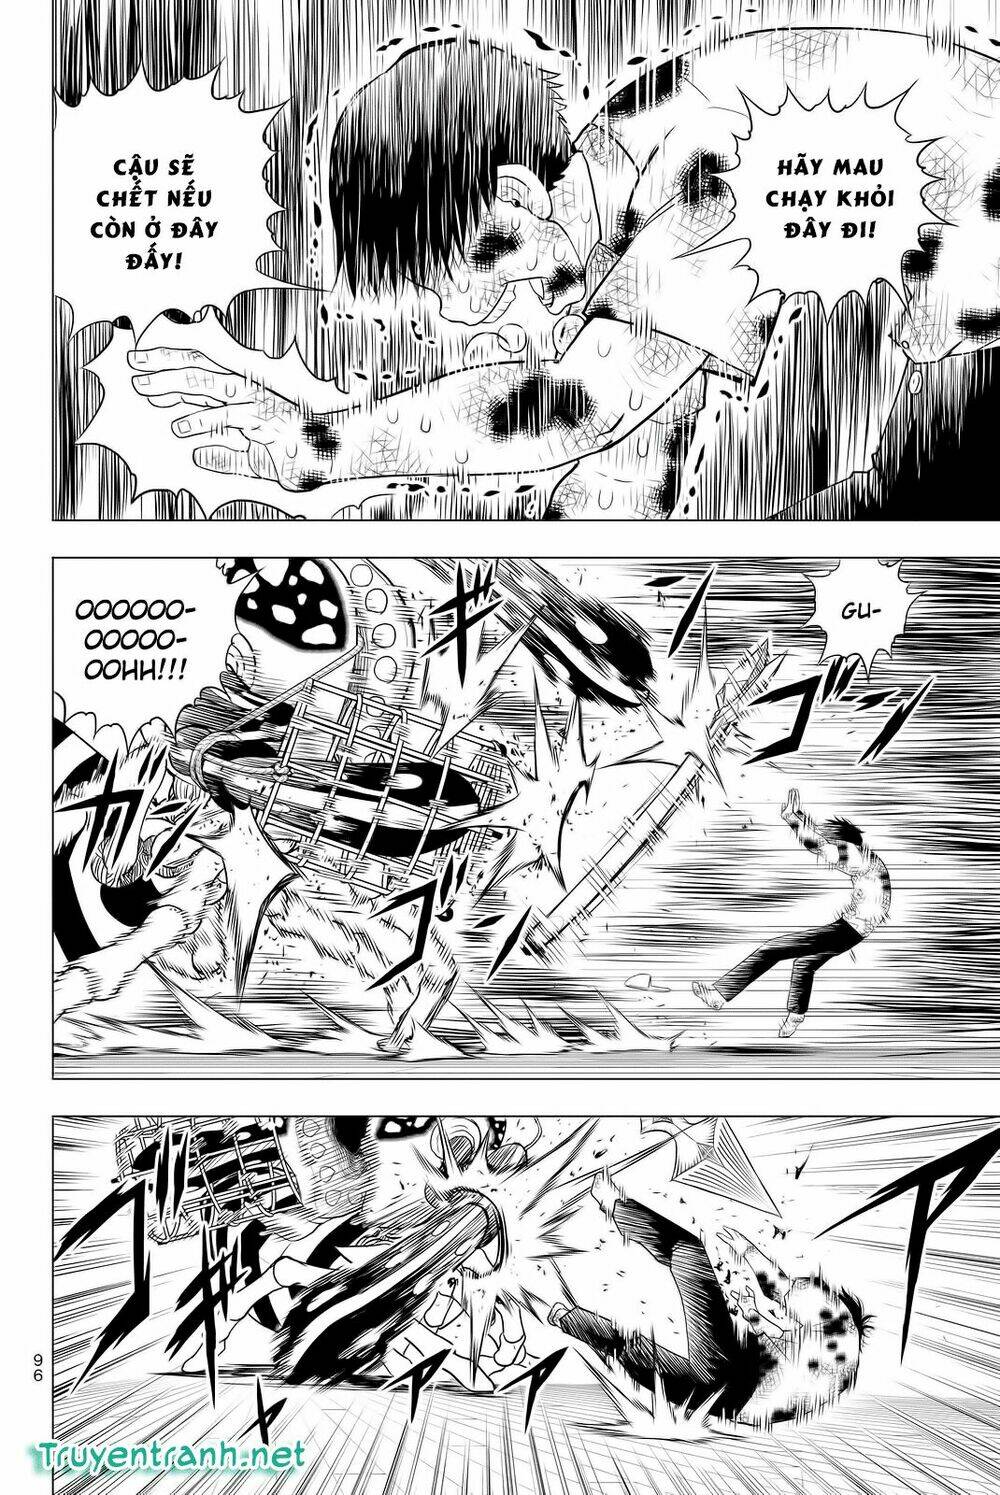 HÃY MAU
CHẠY KHỎI
ĐÂY ĐI!
CẬU SẼ
CHẾT NẾU
CÒN Ở ĐÂY
ĐẤY!
GU-
OOOOOO-
OOOOO-
OOHH!!!
96
Truyentranh.net